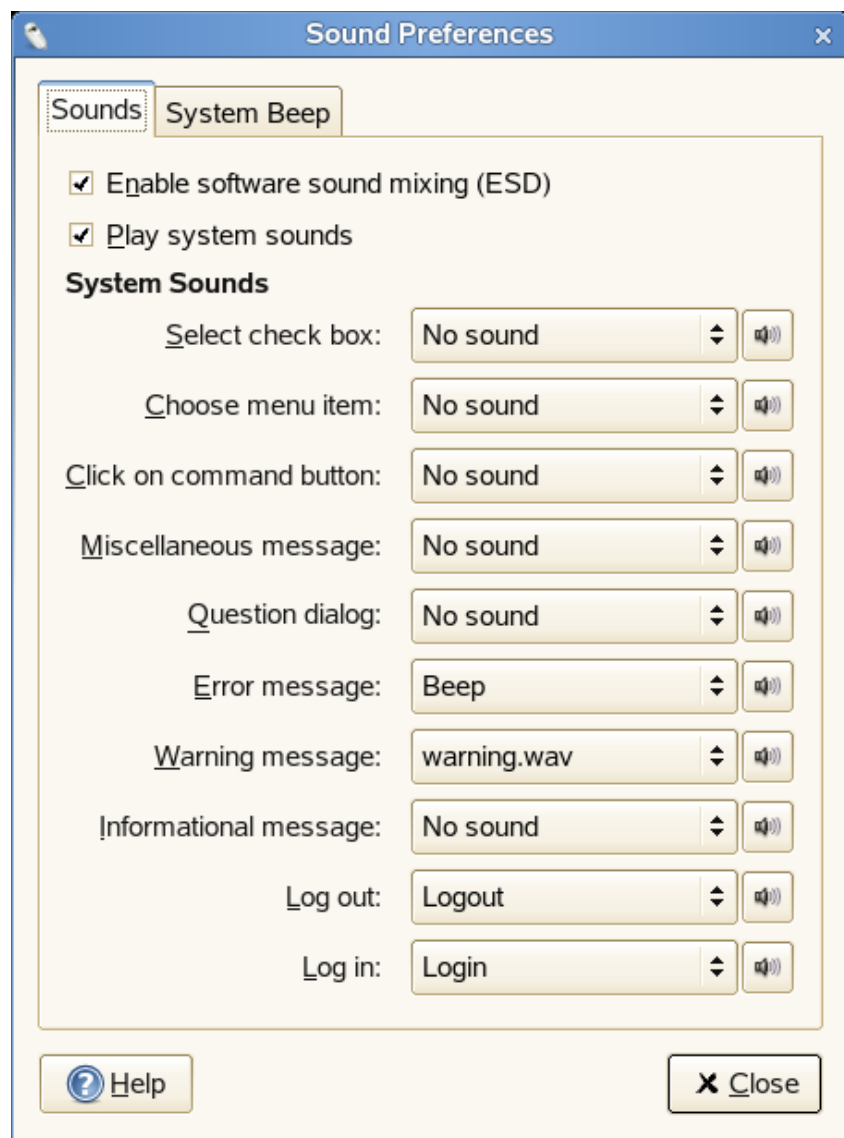 Sound Preferences
Sounds System Beep
Enable software sound mixing (ESD)
Play system sounds
System Sounds
Select check box: No sound
Choose menu item: No sound
Click on command button: No sound
Miscellaneous message: No sound
Question dialog: No sound
Error message: Beep
Warning message: warning.wav
Informational message: No sound
Log out: Logout
Log in: Login
Help Close